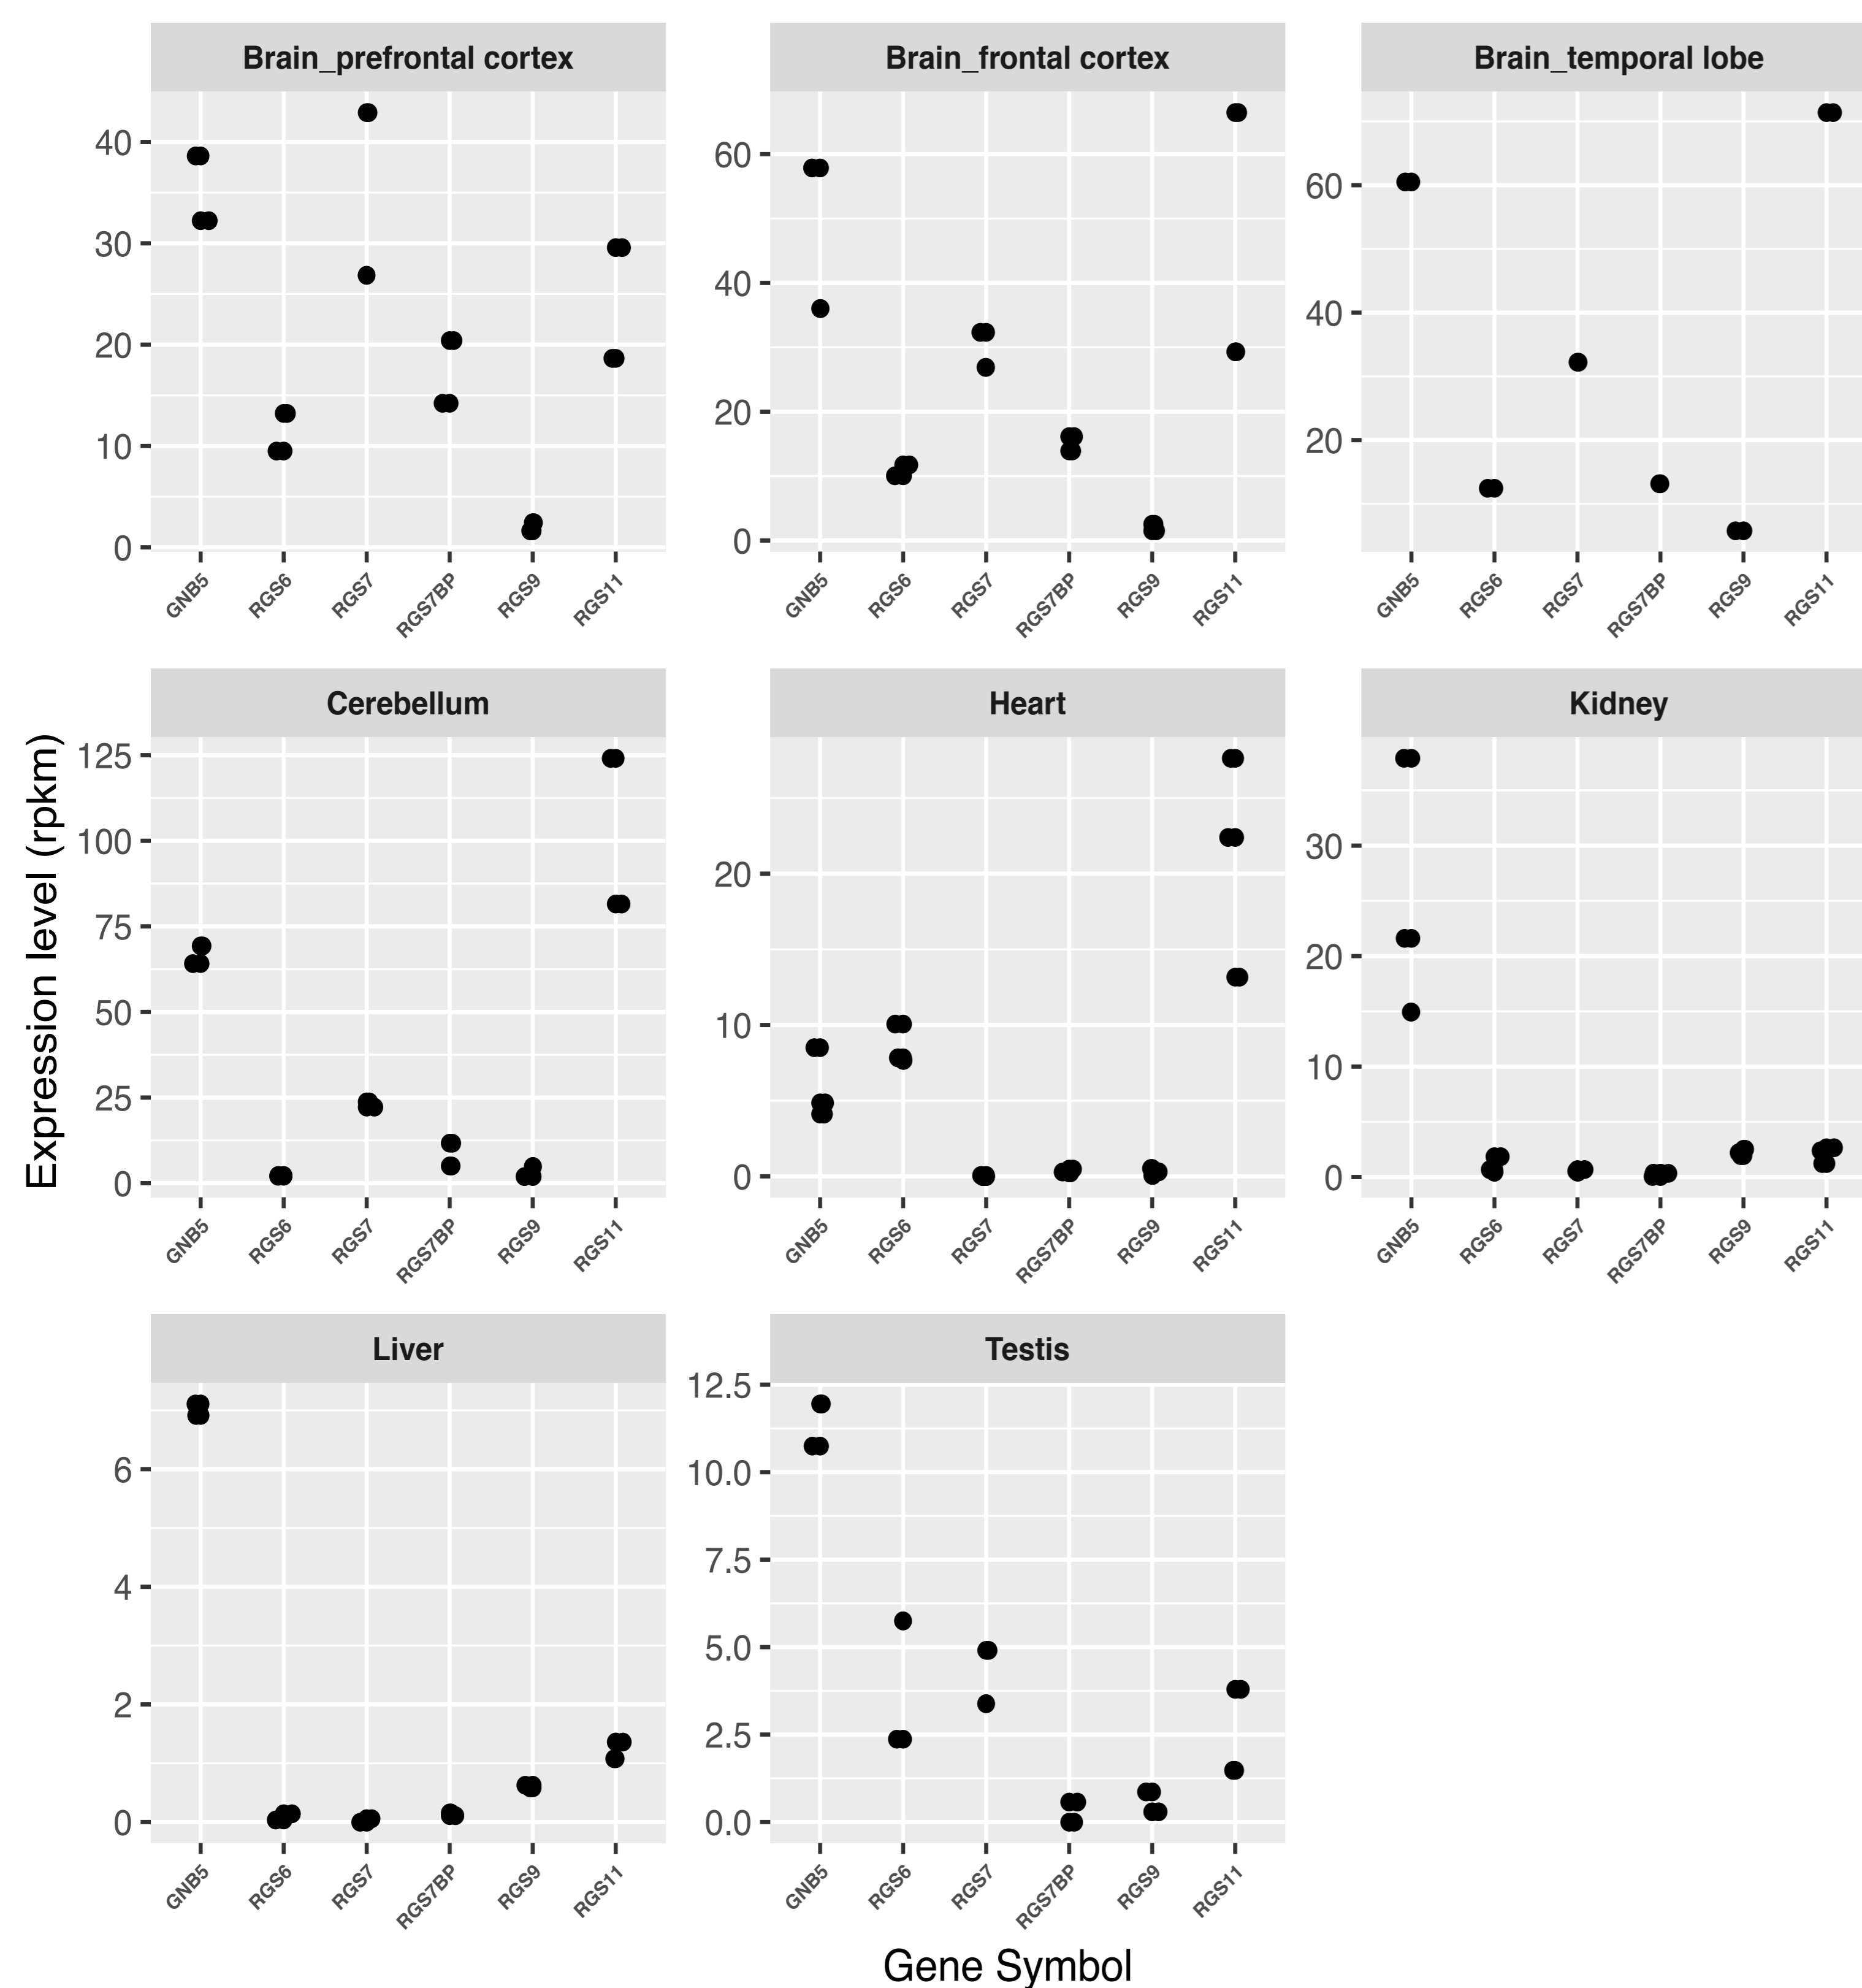 Brain_prefrontal cortex
Brain_frontal cortex
Brain_temporal lobe
40
30
20
10
0
60
40
20
0
60
40
20
GNB5
RGS6
RGS7
RGS7BP
RGS9
RGS11
GNB5
RGS6
RGS7
RGS7BP
RGS9
RGS11
GNB5
RGS6
RGS7
RGS7BP
RGS9
RGS11
Expression level (rpkm)
Cerebellum
Heart
Kidney
125
100
75
50
25
0
20
10
0
30
20
10
0
GNB5
RGS6
RGS7
RGS7BP
RGS9
RGS11
GNB5
RGS6
RGS7
RGS7BP
RGS9
RGS11
GNB5
RGS6
RGS7
RGS7BP
RGS9
RGS11
Liver
Testis
6
4
2
0
12.5
10.0
7.5
5.0
2.5
0.0
GNB5
RGS6
RGS7
RGS7BP
RGS9
RGS11
GNB5
RGS6
RGS7
RGS7BP
RGS9
RGS11
Gene Symbol